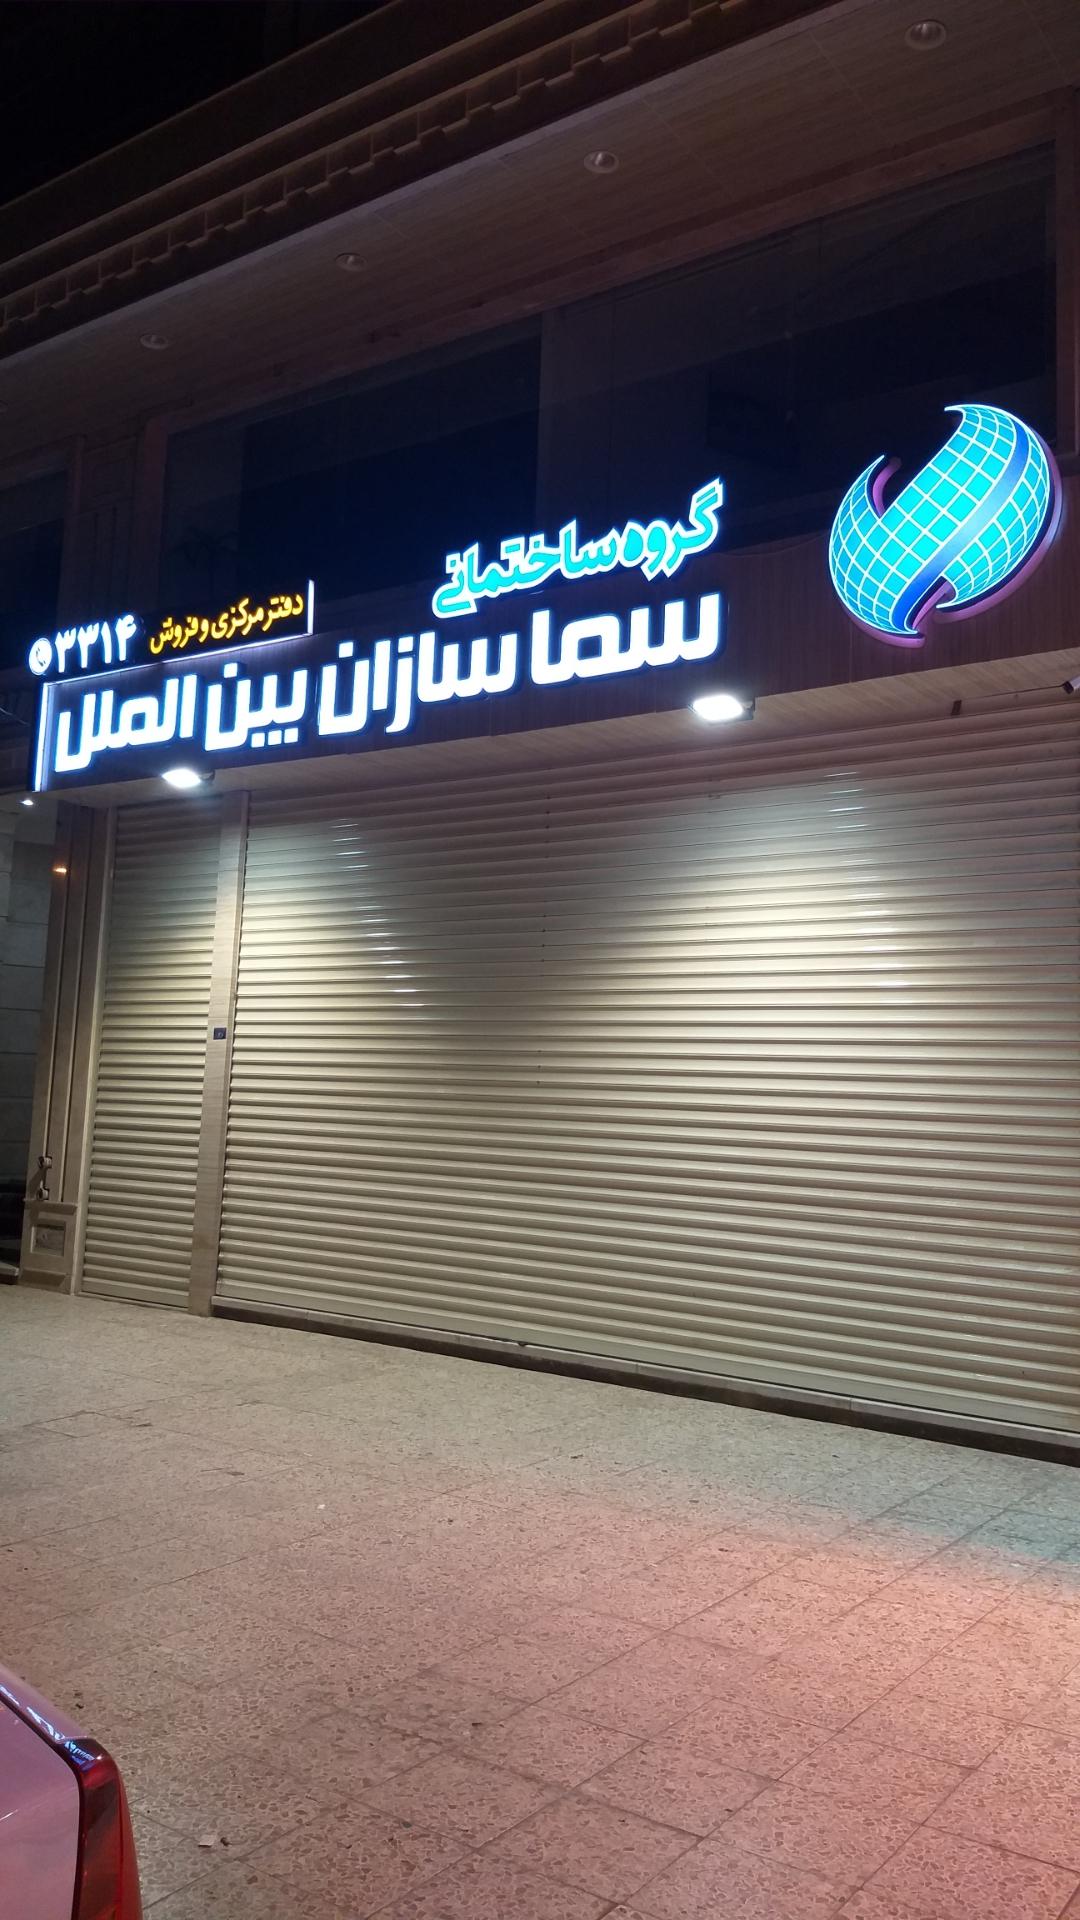 گروه ساختمانی
سما سازان بین الملل
دفتر مرکزی و فروش
۳۳۱۴